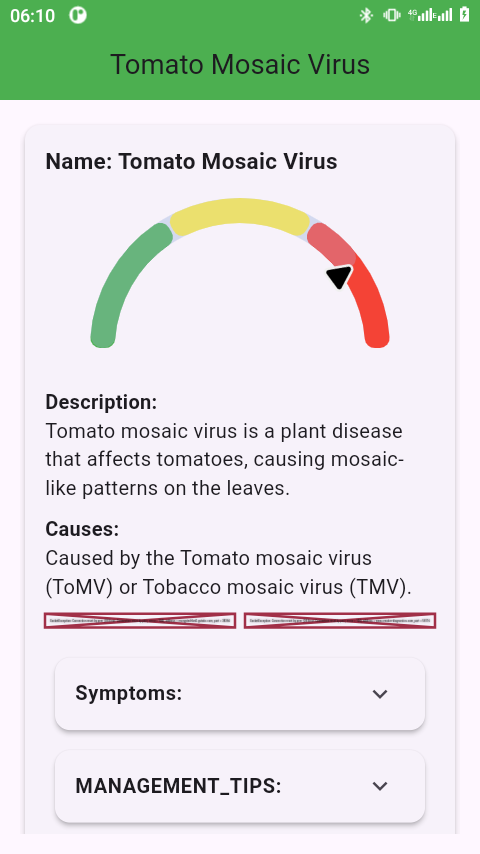 06:10
4G
E
Tomato Mosaic Virus
Name: Tomato Mosaic Virus
Description:
Tomato mosaic virus is a plant disease
that affects tomatoes, causing mosaic-
like patterns on the leaves.
Causes:
Caused by the Tomato mosaic virus
(ToMV) or Tobacco mosaic virus (TMV).
Symptoms:
MANAGEMENT_TIPS: